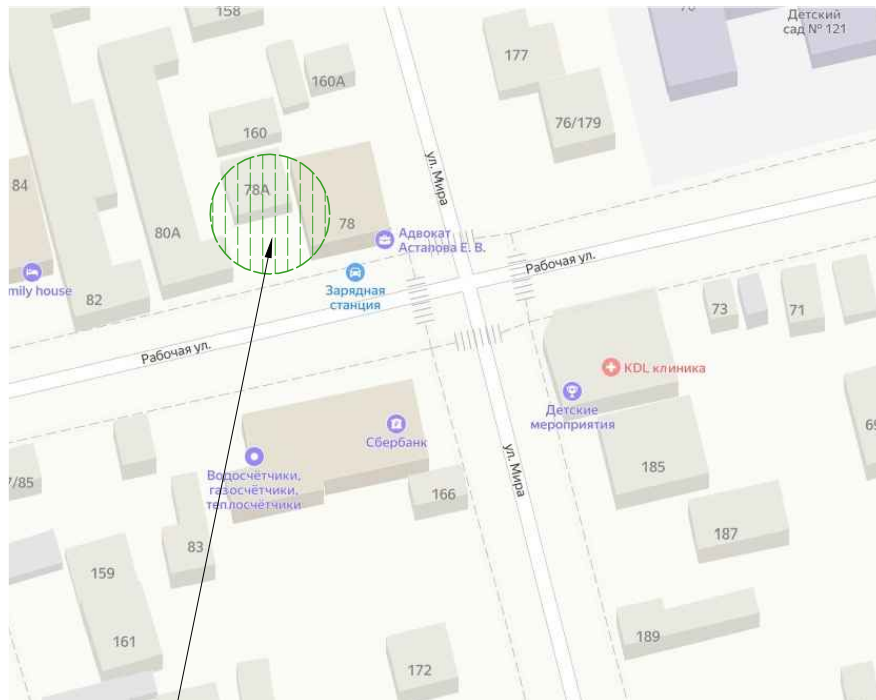 158
Детский
сад № 121
177
160А
76/179
160
84
78А
78
80А
ул. Мира
Адвокат
Астапова Е. В.
Рабочая ул.
mily house
82
Зарядная
станция
73
71
Рабочая ул.
KDL клиника
Детские
мероприятия
Сбербанк
69
ул. Мира
7/85
Водосчётчики,
газосчётчики,
теплосчётчики
166
185
187
83
159
161
172
189